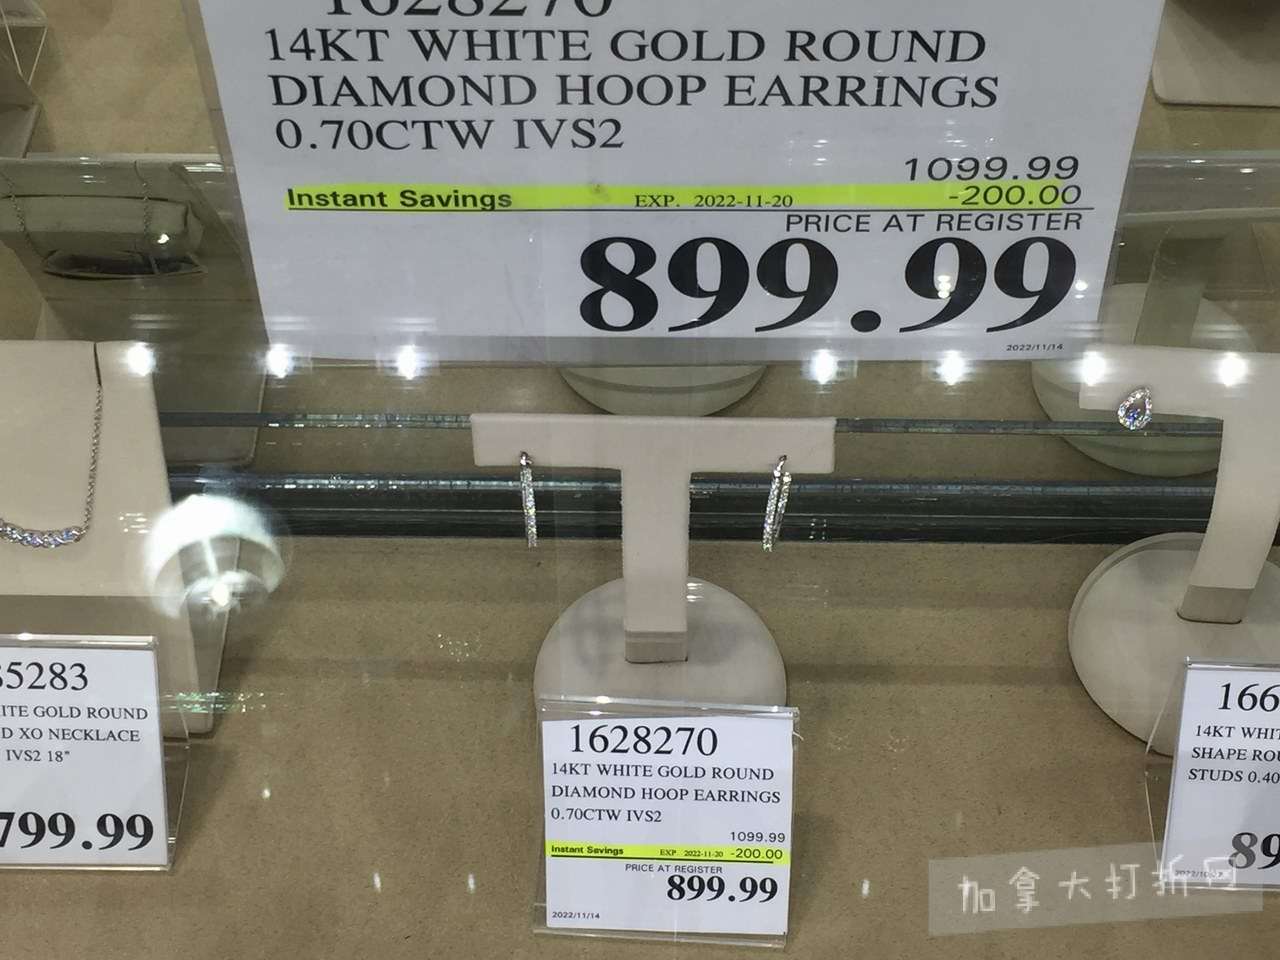 1628270
14KT WHITE GOLD ROUND
DIAMOND HOOP EARRINGS
0.70CTW IVS2
1099.99
Instant Savings EXP. 2022-11-20 -200.00
PRICE AT REGISTER
899.99
2022/11/14
35283
ITE GOLD ROUND
D XO NECKLACE
IVS2 18"
799.99
1628270
14KT WHITE GOLD ROUND
DIAMOND HOOP EARRINGS
0.70CTW IVS2
1099.99
Instant Savings EXP. 2022-11-20 -200.00
PRICE AT REGISTER
899.99
2022/11/14
166
14KT WHIT
SHAPE ROU
STUDS 0.40
89
加拿大打折网